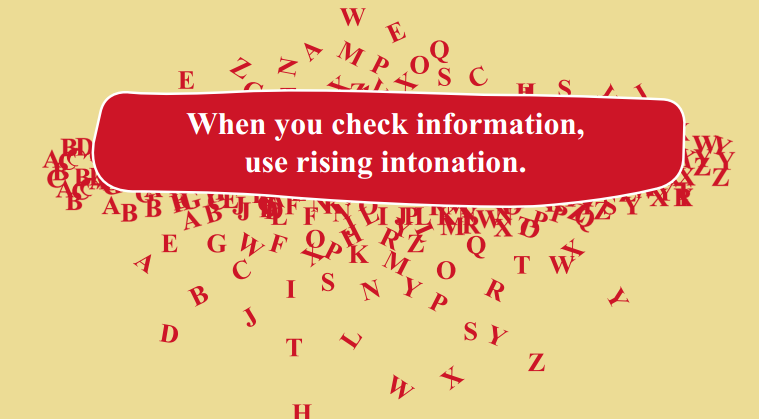 When you check information,
use rising intonation.